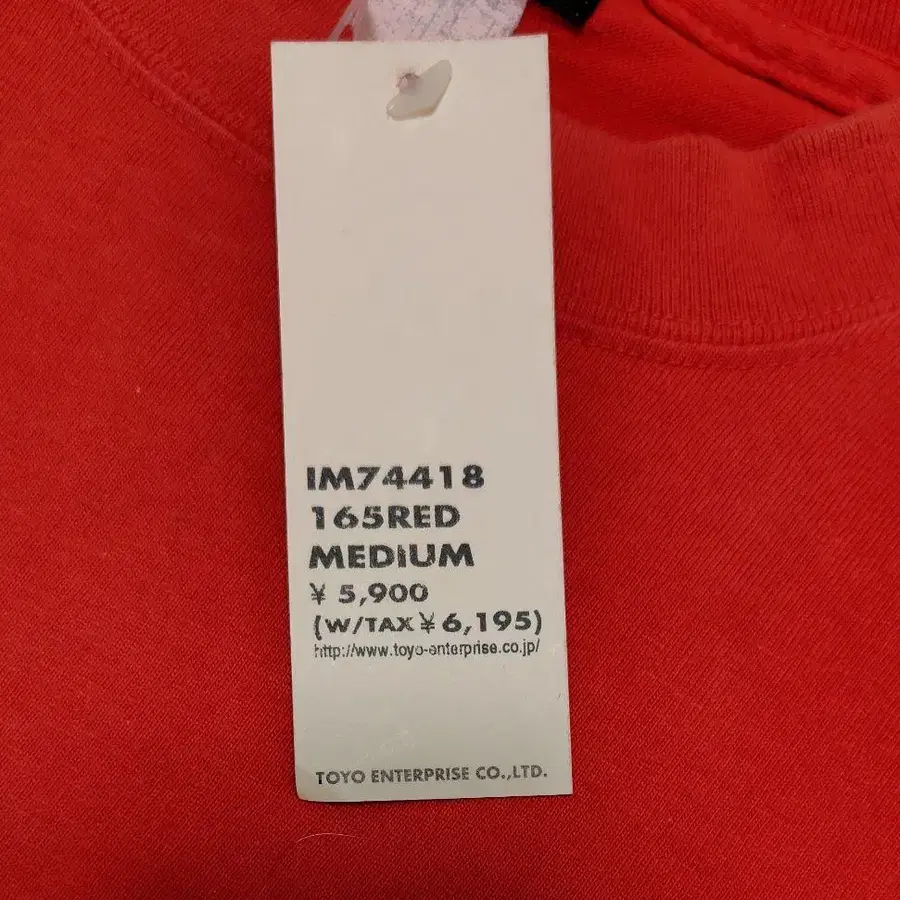 IM74418
165RED
MEDIUM
¥ 5,900
(W/TAX ¥ 6,195)
http://www.toyo-enterprise.co.jp/
TOYO ENTERPRISE CO.,LTD.